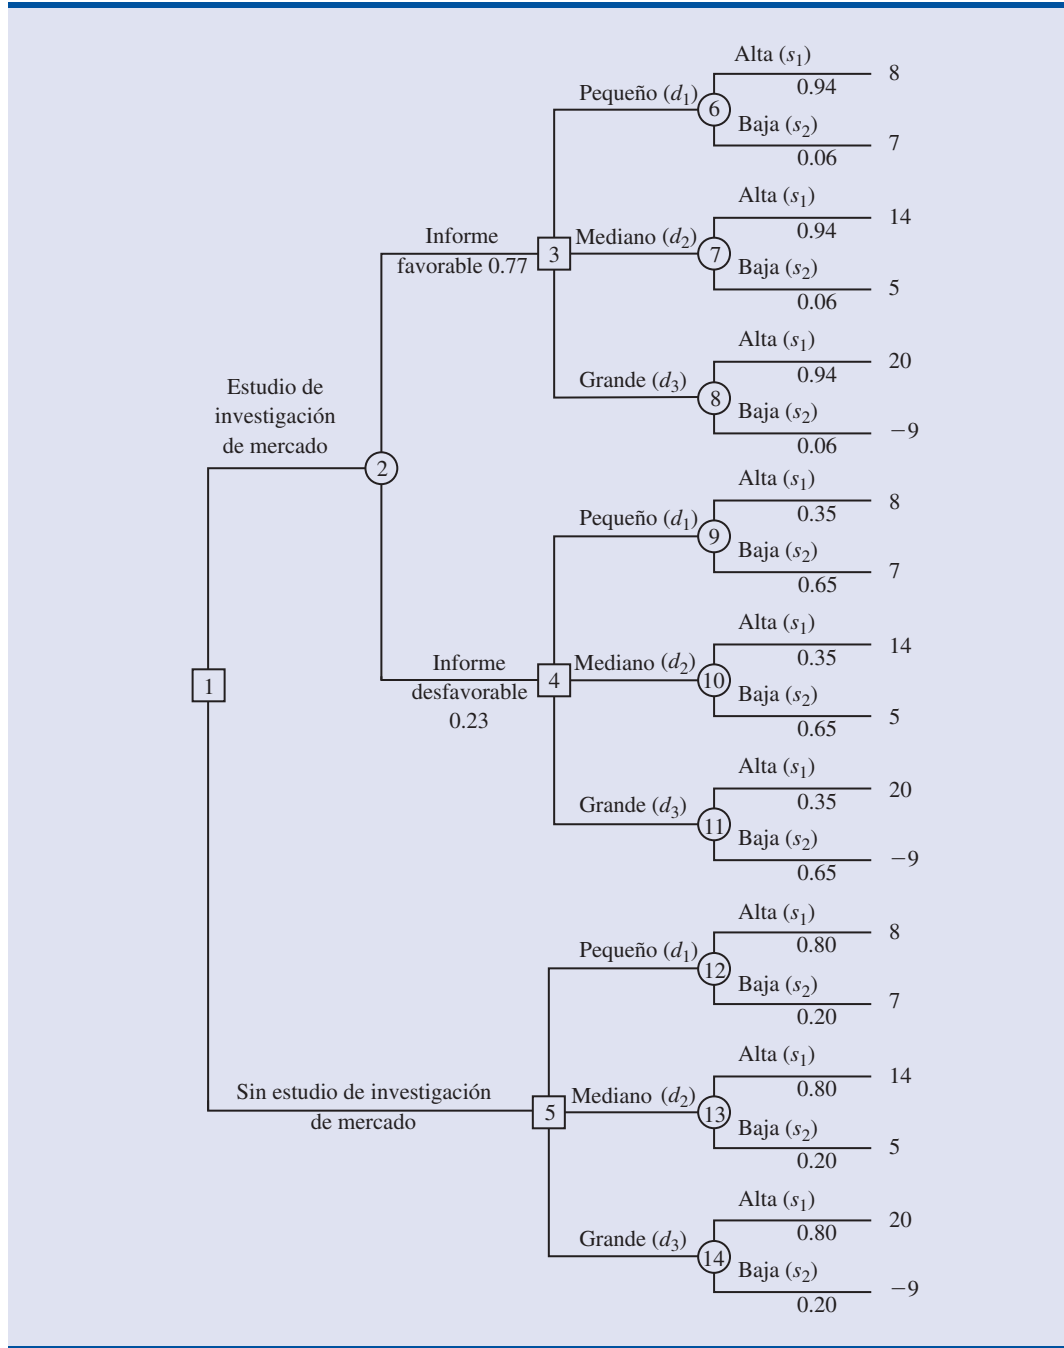 Alta (s1)
8
0.94
Pequeño (d1)
6
Baja (s2)
7
0.06
Alta (s1)
14
0.94
Informe
favorable 0.77
3
Mediano (d2)
7
Baja (s2)
5
0.06
Alta (s1)
20
0.94
Grande (d3)
8
Baja (s2)
−9
0.06
Estudio de
investigación
de mercado
2
Alta (s1)
8
0.35
Pequeño (d1)
9
Baja (s2)
7
0.65
Alta (s1)
14
0.35
Informe
desfavorable
0.23
4
Mediano (d2)
10
Baja (s2)
5
0.65
1
Alta (s1)
20
0.35
Grande (d3)
11
Baja (s2)
−9
0.65
Alta (s1)
8
0.80
Pequeño (d1)
12
Baja (s2)
7
0.20
Alta (s1)
14
0.80
Sin estudio de investigación
de mercado
5
Mediano (d2)
13
Baja (s2)
5
0.20
Alta (s1)
20
0.80
Grande (d3)
14
Baja (s2)
−9
0.20